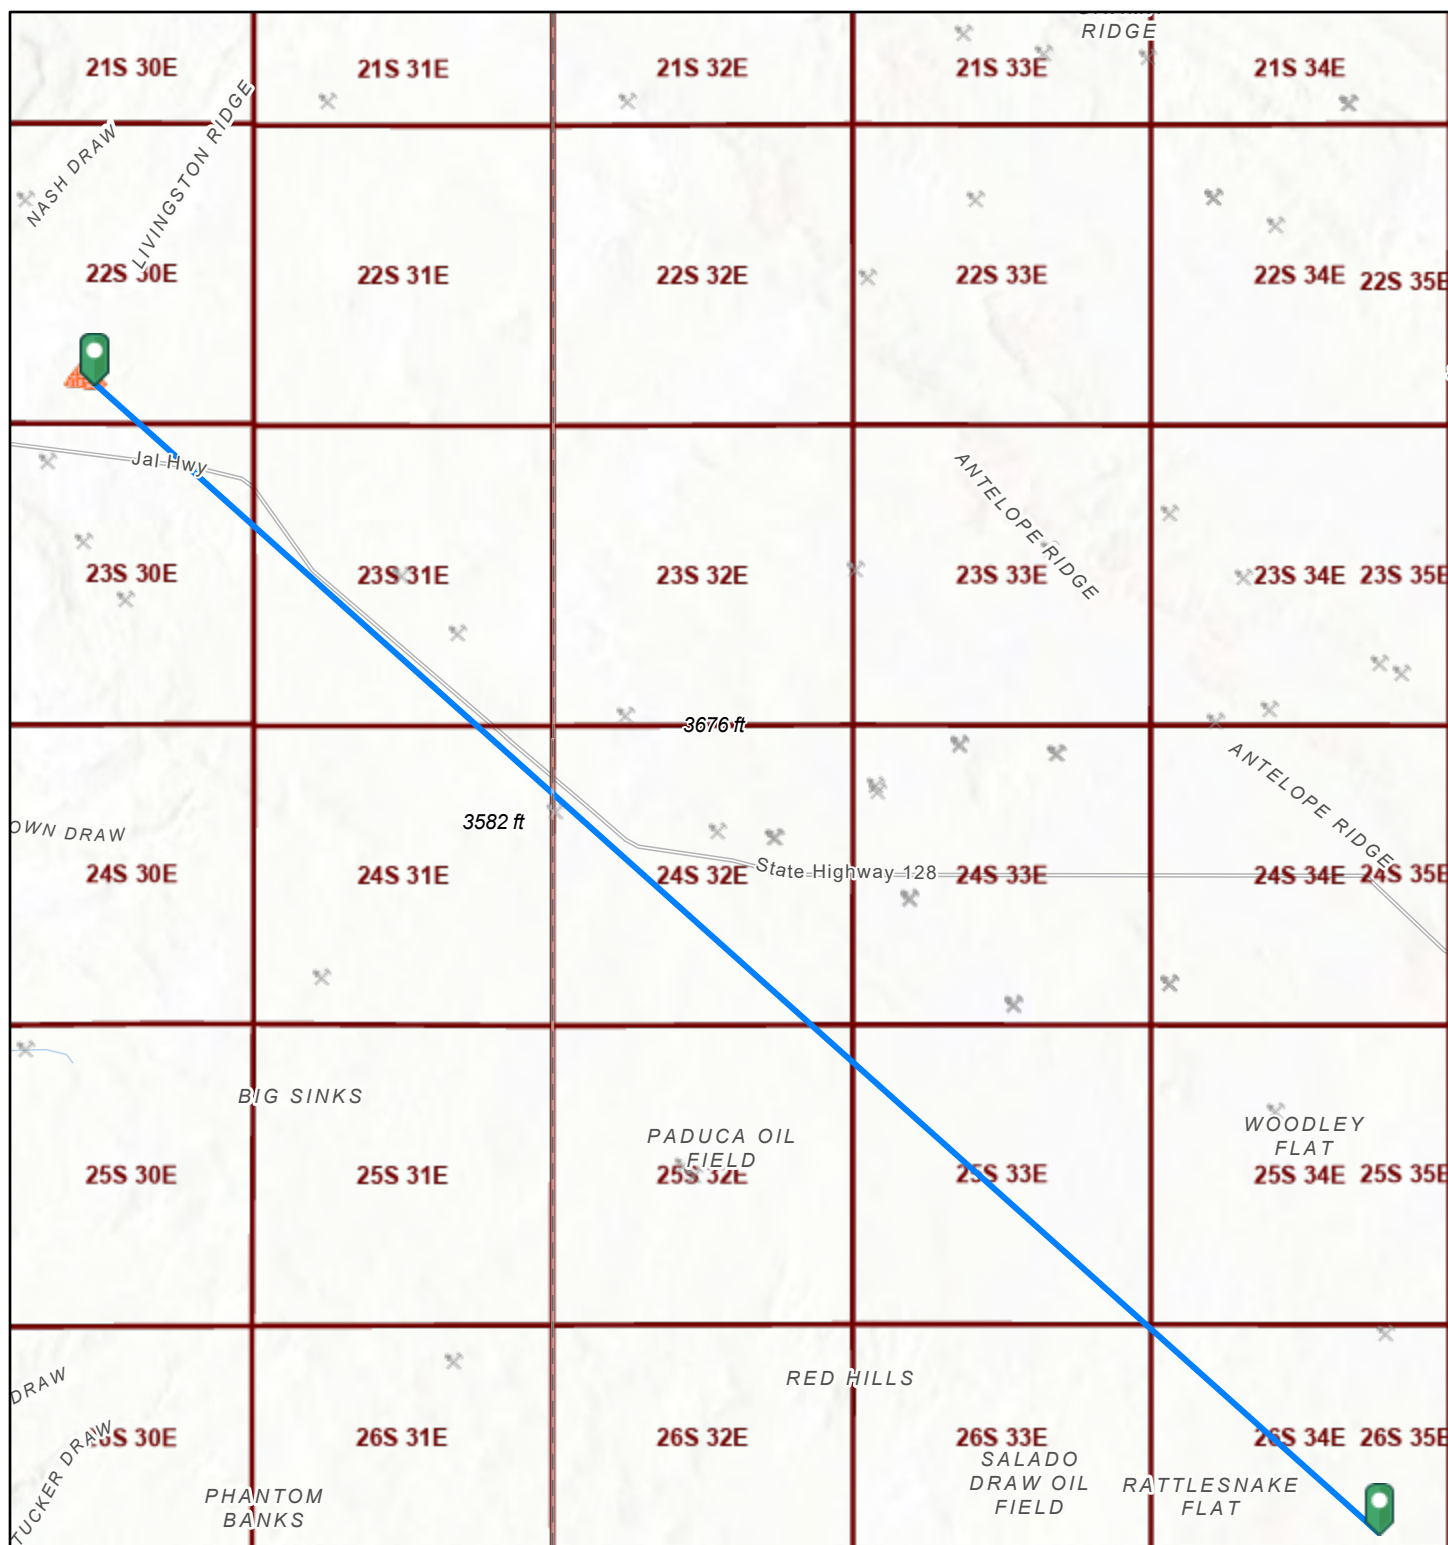 RIDGE
21S 30E
21S 31E
21S 32E
21S 33E
21S 34E
NASH DRAW
LIVINGSTON RIDGE
22S 30E
22S 31E
22S 32E
22S 33E
22S 34E
22S 35E
Jal Hwy
ANTELOPE RIDGE
23S 30E
23S 31E
23S 32E
23S 33E
23S 34E
23S 35E
3676 ft
ANTELOPE RIDGE
3582 ft
OWN DRAW
State Highway 128
24S 30E
24S 31E
24S 32E
24S 33E
24S 34E
24S 35E
BIG SINKS
PADUCA OIL
FIELD
WOODLEY
FLAT
25S 30E
25S 31E
25S 32E
25S 33E
25S 34E
25S 35E
DRAW
RED HILLS
TUCKER DRAW
26S 30E
26S 31E
26S 32E
26S 33E
26S 34E
26S 35E
PHANTOM
BANKS
SALADO
DRAW OIL
FIELD
RATTLESNAKE
FLAT